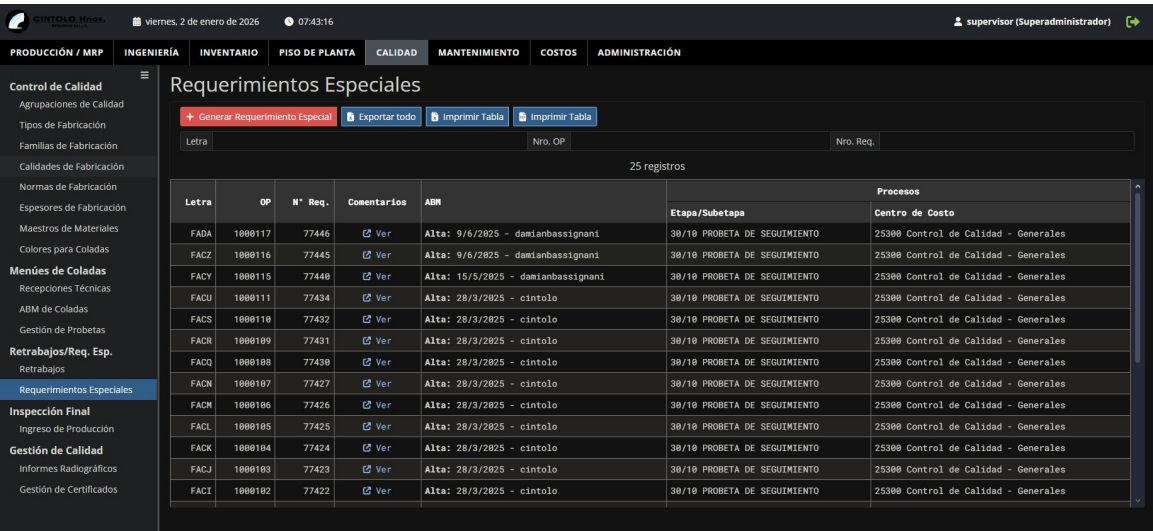 CINTOLO Hnos.
viernes, 2 de enero de 2026
07:43:16
supervisor (Superadministrador)
PRODUCCIÓN / MRP INGENIERÍA INVENTARIO PISO DE PLANTA CALIDAD MANTENIMIENTO COSTOS ADMINISTRACIÓN
Control de Calidad
Agrupaciones de Calidad
Tipos de Fabricación
Familias de Fabricación
Calidades de Fabricación
Normas de Fabricación
Espesores de Fabricación
Maestros de Materiales
Colores para Coladas
Menúes de Coladas
Recepciones Técnicas
ABM de Coladas
Gestión de Probetas
Retrabajos/Req. Esp.
Retrabajos
Requerimientos Especiales
Inspección Final
Ingreso de Producción
Gestión de Calidad
Informes Radiográficos
Gestión de Certificados
Requerimientos Especiales
+ Generar Requerimiento Especial Exportar todo Imprimir Tabla Imprimir Tabla
Letra Nro. OP Nro. Req.
25 registros
Letra OP N° Req. Comentarios ABM Procesos
Etapa/Subetapa Centro de Costo
FADA 1000117 77446 Ver Alta: 9/6/2025 - damianbassignani 30/10 PROBETA DE SEGUIMIENTO 25300 Control de Calidad - Generales
FACZ 1000116 77445 Ver Alta: 9/6/2025 - damianbassignani 30/10 PROBETA DE SEGUIMIENTO 25300 Control de Calidad - Generales
FACY 1000115 77440 Ver Alta: 15/5/2025 - damianbassignani 30/10 PROBETA DE SEGUIMIENTO 25300 Control de Calidad - Generales
FACU 1000111 77434 Ver Alta: 28/3/2025 - cintolo 30/10 PROBETA DE SEGUIMIENTO 25300 Control de Calidad - Generales
FACS 1000110 77432 Ver Alta: 28/3/2025 - cintolo 30/10 PROBETA DE SEGUIMIENTO 25300 Control de Calidad - Generales
FACR 1000109 77431 Ver Alta: 28/3/2025 - cintolo 30/10 PROBETA DE SEGUIMIENTO 25300 Control de Calidad - Generales
FACQ 1000108 77430 Ver Alta: 28/3/2025 - cintolo 30/10 PROBETA DE SEGUIMIENTO 25300 Control de Calidad - Generales
FACN 1000107 77427 Ver Alta: 28/3/2025 - cintolo 30/10 PROBETA DE SEGUIMIENTO 25300 Control de Calidad - Generales
FACM 1000106 77426 Ver Alta: 28/3/2025 - cintolo 30/10 PROBETA DE SEGUIMIENTO 25300 Control de Calidad - Generales
FACL 1000105 77425 Ver Alta: 28/3/2025 - cintolo 30/10 PROBETA DE SEGUIMIENTO 25300 Control de Calidad - Generales
FACK 1000104 77424 Ver Alta: 28/3/2025 - cintolo 30/10 PROBETA DE SEGUIMIENTO 25300 Control de Calidad - Generales
FACJ 1000103 77423 Ver Alta: 28/3/2025 - cintolo 30/10 PROBETA DE SEGUIMIENTO 25300 Control de Calidad - Generales
FACI 1000102 77422 Ver Alta: 28/3/2025 - cintolo 30/10 PROBETA DE SEGUIMIENTO 25300 Control de Calidad - Generales